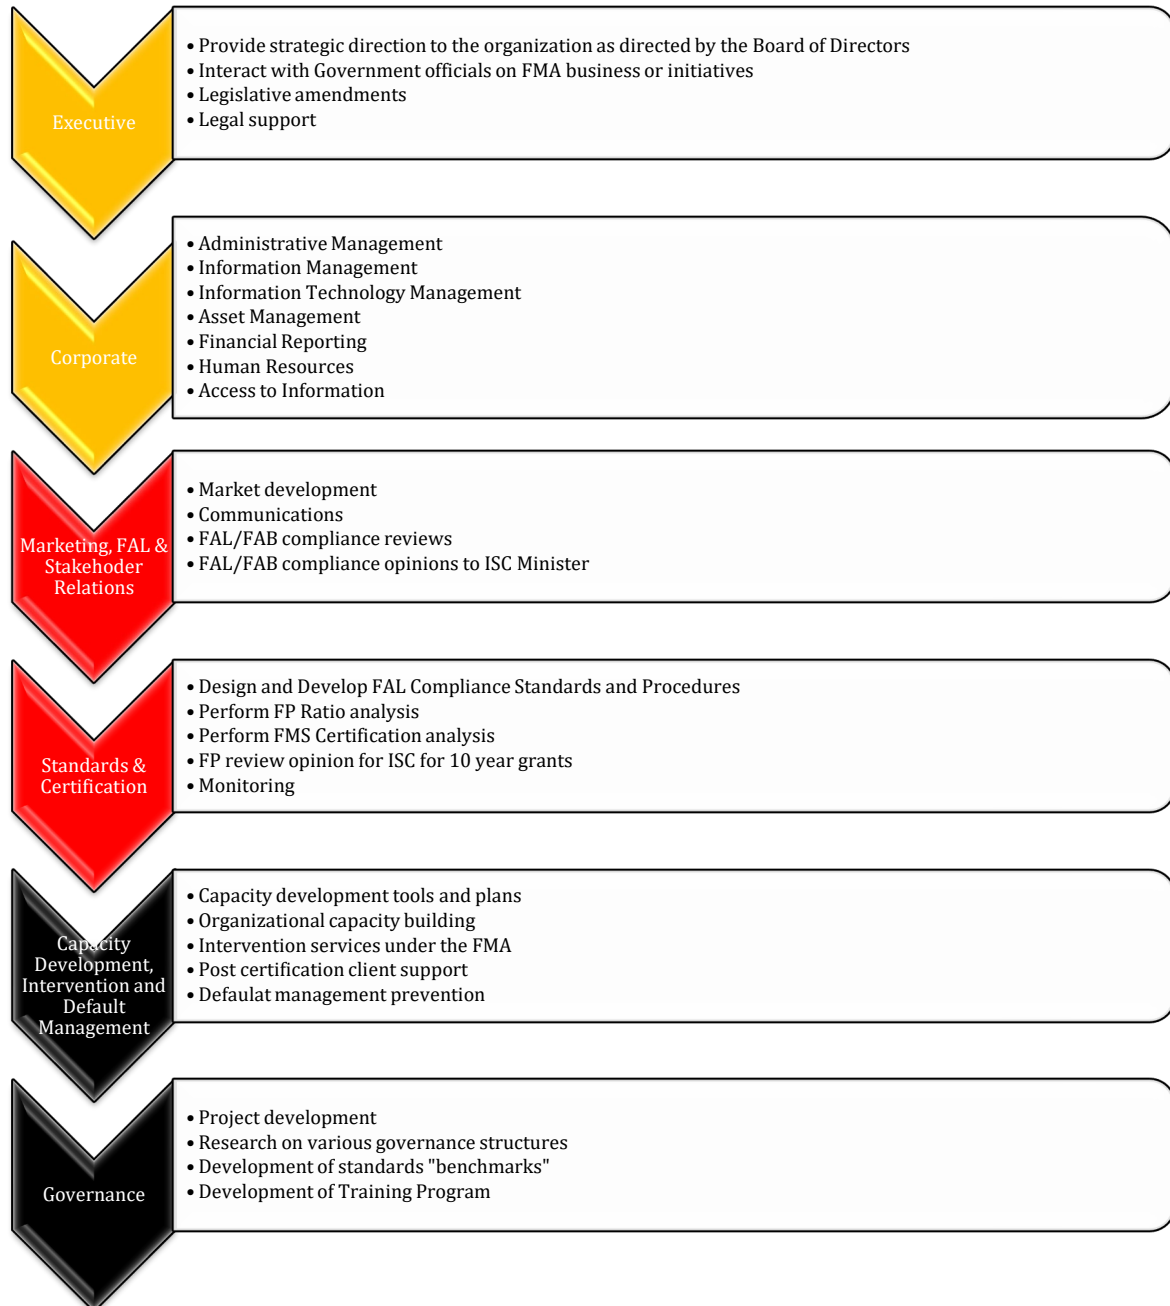 Executive
• Provide strategic direction to the organization as directed by the Board of Directors
• Interact with Government officials on FMA business or initiatives
• Legislative amendments
• Legal support
Corporate
• Administrative Management
• Information Management
• Information Technology Management
• Asset Management
• Financial Reporting
• Human Resources
• Access to Information
Marketing, FAL &
Stakehoder
Relations
• Market development
• Communications
• FAL/FAB compliance reviews
• FAL/FAB compliance opinions to ISC Minister
Standards &
Certification
• Design and Develop FAL Compliance Standards and Procedures
• Perform FP Ratio analysis
• Perform FMS Certification analysis
• FP review opinion for ISC for 10 year grants
• Monitoring
Capacity
Development,
Intervention and
Default
Management
• Capacity development tools and plans
• Organizational capacity building
• Intervention services under the FMA
• Post certification client support
• Defaulat management prevention
Governance
• Project development
• Research on various governance structures
• Development of standards "benchmarks"
• Development of Training Program